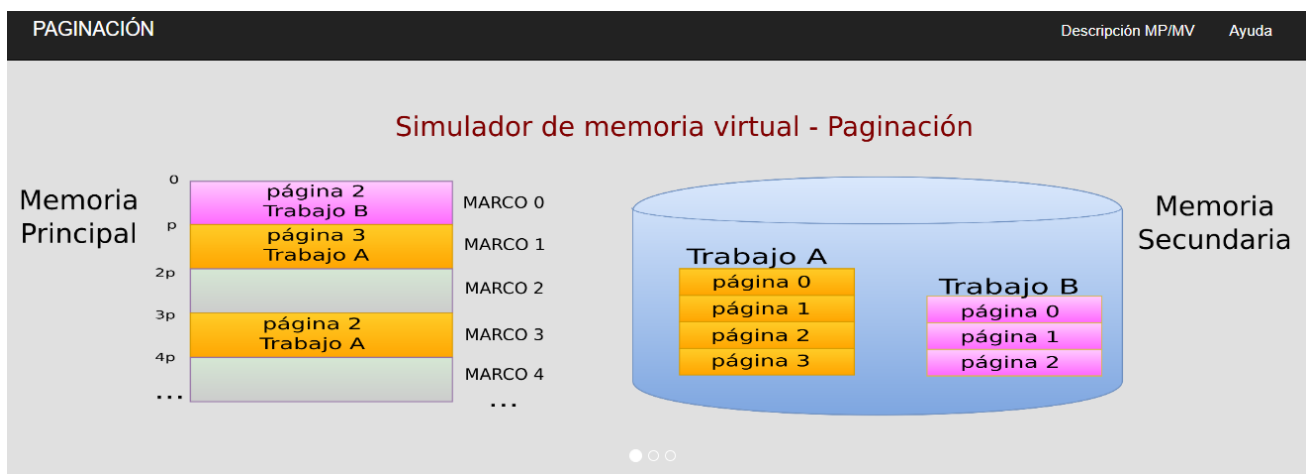 PAGINACIÓN
Descripción MP/MV
Ayuda
Simulador de memoria virtual - Paginación
Memoria
Principal
0
página 2
Trabajo B
MARCO 0
p
página 3
Trabajo A
MARCO 1
2p
MARCO 2
3p
página 2
Trabajo A
MARCO 3
4p
MARCO 4
...
...
Trabajo A
página 0
página 1
página 2
página 3
Trabajo B
página 0
página 1
página 2
Memoria
Secundaria